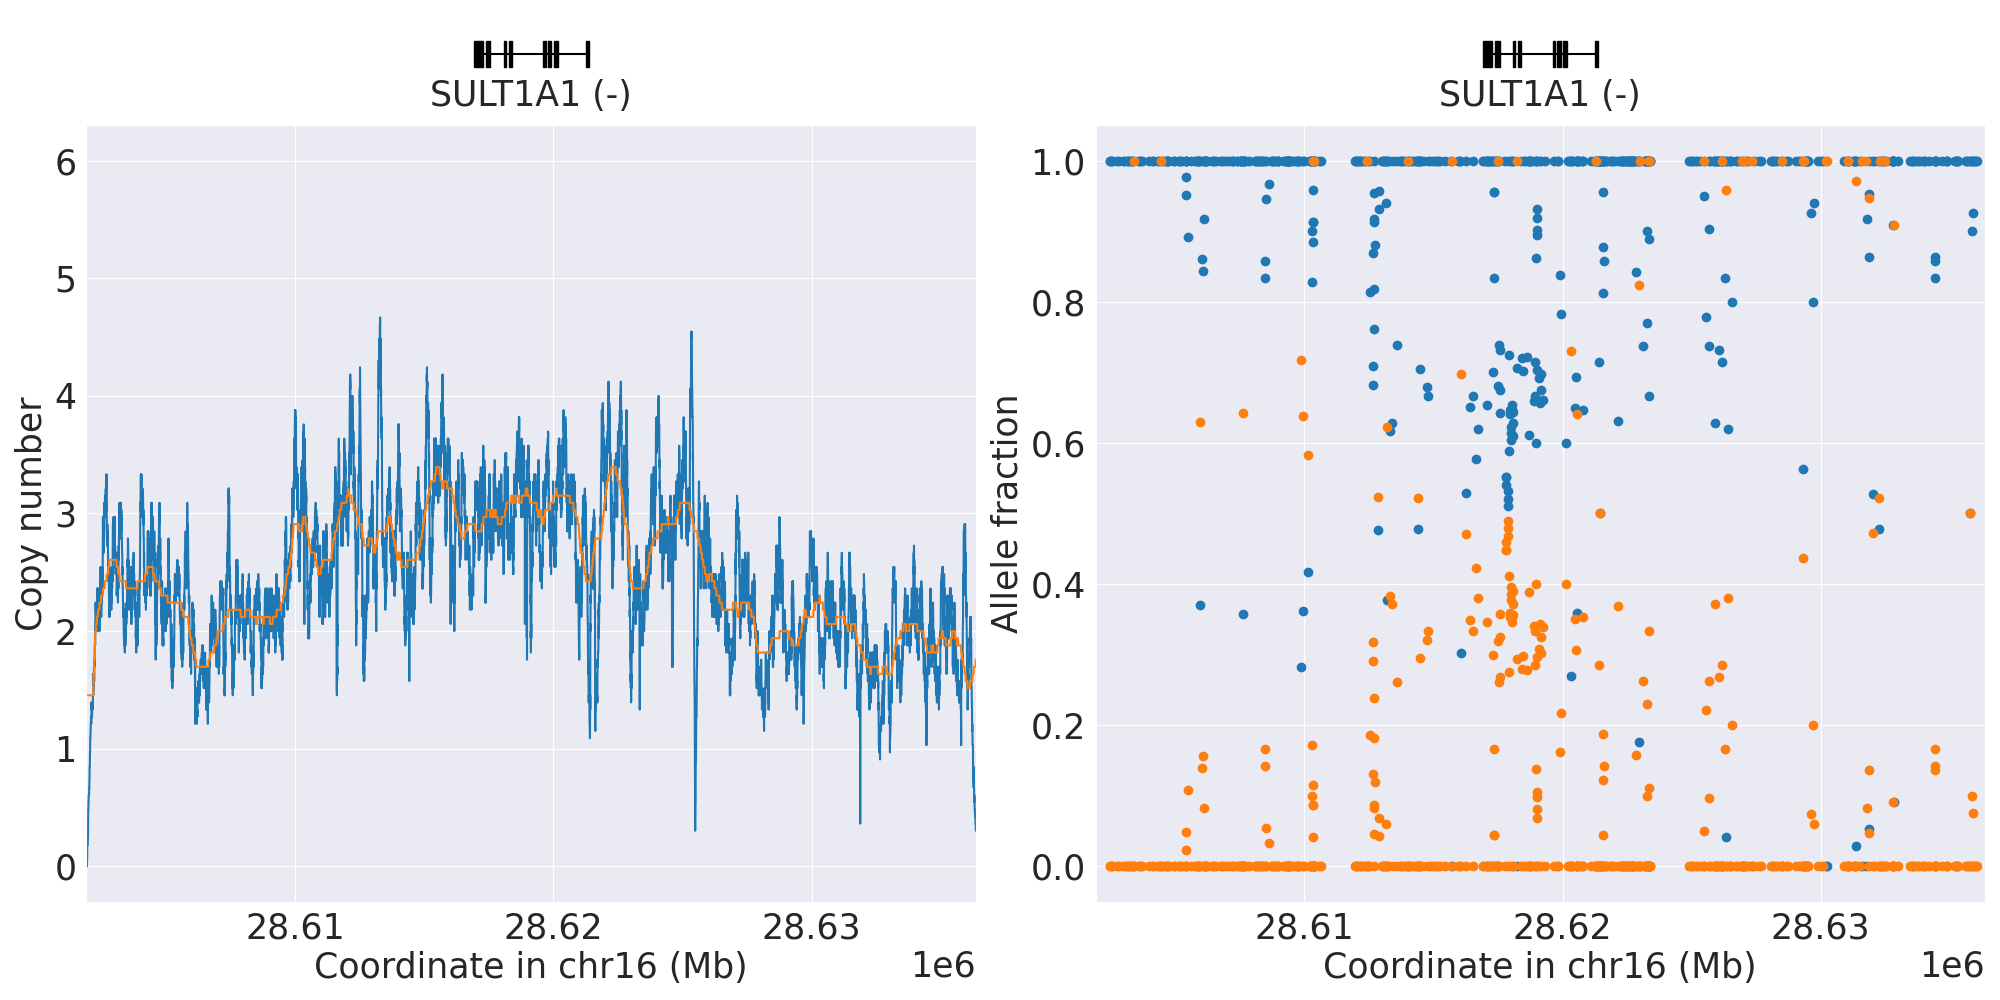 SULT1A1 (-)
6
5
4
3
2
1
0
Copy number
28.61
28.62
28.63
Coordinate in chr16 (Mb)
1e6
SULT1A1 (-)
1.0
0.8
0.6
0.4
0.2
0.0
Allele fraction
28.61
28.62
28.63
Coordinate in chr16 (Mb)
1e6